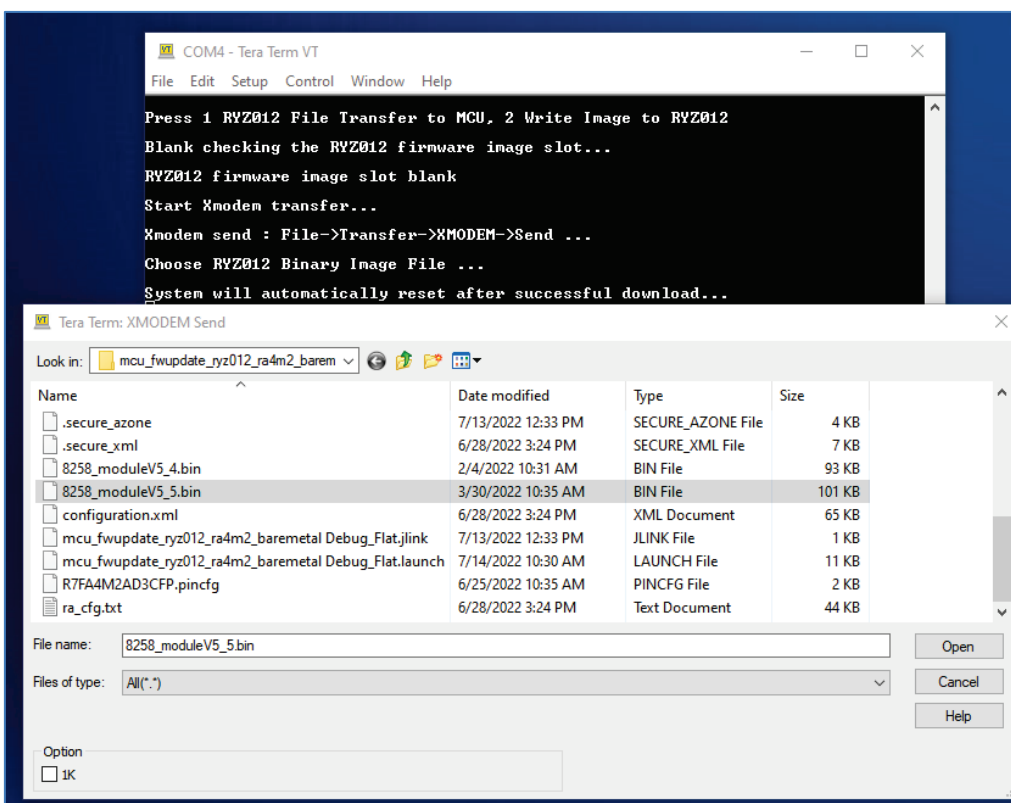 COM4 - Tera Term VT
File Edit Setup Control Window Help
Press 1 RYZ012 File Transfer to MCU, 2 Write Image to RYZ012
Blank checking the RYZ012 firmware image slot...
RYZ012 firmware image slot blank
Start Xmodem transfer...
Xmodem send : File->Transfer->XMODEM->Send ...
Choose RYZ012 Binary Image File ...
System will automatically reset after successful download...
Tera Term: XMODEM Send
Look in: mcu_fwupdate_ryz012_ra4m2_barem
Name Date modified Type Size
.secure_azone 7/13/2022 12:33 PM SECURE_AZONE File 4 KB
.secure_xml 6/28/2022 3:24 PM SECURE_XML File 7 KB
8258_moduleV5_4.bin 2/4/2022 10:31 AM BIN File 93 KB
8258_moduleV5_5.bin 3/30/2022 10:35 AM BIN File 101 KB
configuration.xml 6/28/2022 3:24 PM XML Document 65 KB
mcu_fwupdate_ryz012_ra4m2_baremetal Debug_Flat.jlink 7/13/2022 12:33 PM JLINK File 1 KB
mcu_fwupdate_ryz012_ra4m2_baremetal Debug_Flat.launch 7/14/2022 10:30 AM LAUNCH File 11 KB
R7FA4M2AD3CFP.pincfg 6/25/2022 10:35 AM PINCFG File 2 KB
ra_cfg.txt 6/28/2022 3:24 PM Text Document 44 KB
File name: 8258_moduleV5_5.bin Open
Files of type: All(*.*) Cancel
Help
Option
1K